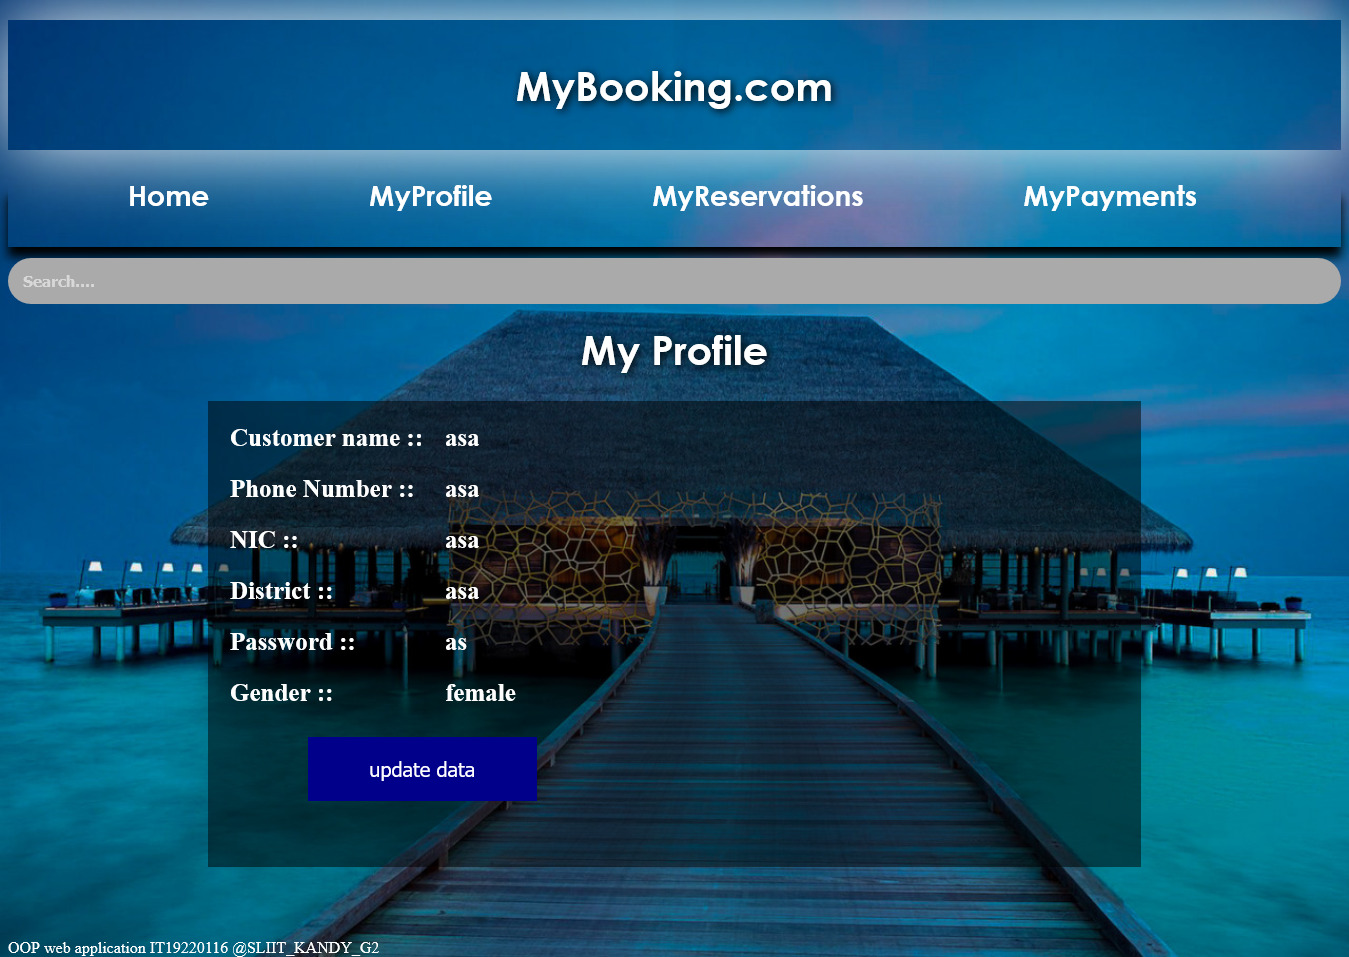 MyBooking.com
Home MyProfile MyReservations MyPayments
Search....
My Profile
Customer name :: asa
Phone Number :: asa
NIC :: asa
District :: asa
Password :: as
Gender :: female
update data
OOP web application IT19220116 @SLIIT_KANDY_G2